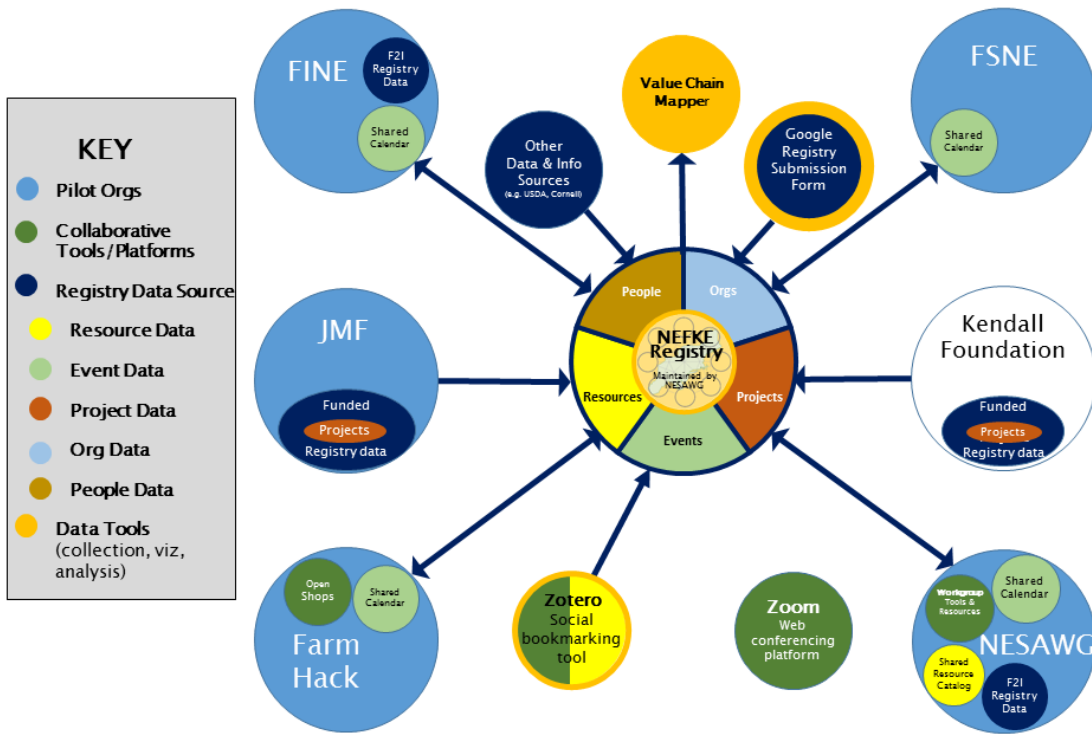 KEY
Pilot Orgs
Collaborative
Tools/Platforms
Registry Data Source
Resource Data
Event Data
Project Data
Org Data
People Data
Data Tools
(collection, viz,
analysis)
FINE
F2I
Registry
Data
Shared
Calendar
Other
Data & Info
Sources
(e.g. USDA, Cornell)
Value Chain
Mapper
Google
Registry
Submission
Form
FSNE
Shared
Calendar
JMF
Funded
Projects
Registry data
People
Orgs
Resources
Projects
Events
NEFKE
Registry
Maintained by
NESAWG
Kendall
Foundation
Funded
Projects
Registry data
Open
Shops
Shared
Calendar
Farm
Hack
Zotero
Social
bookmarking
tool
Zoom
Web
conferencing
platform
Workgroup
Tools &
Resources
Shared
Calendar
NESAWG
Shared
Resource
Catalog
F2I
Registry
Data